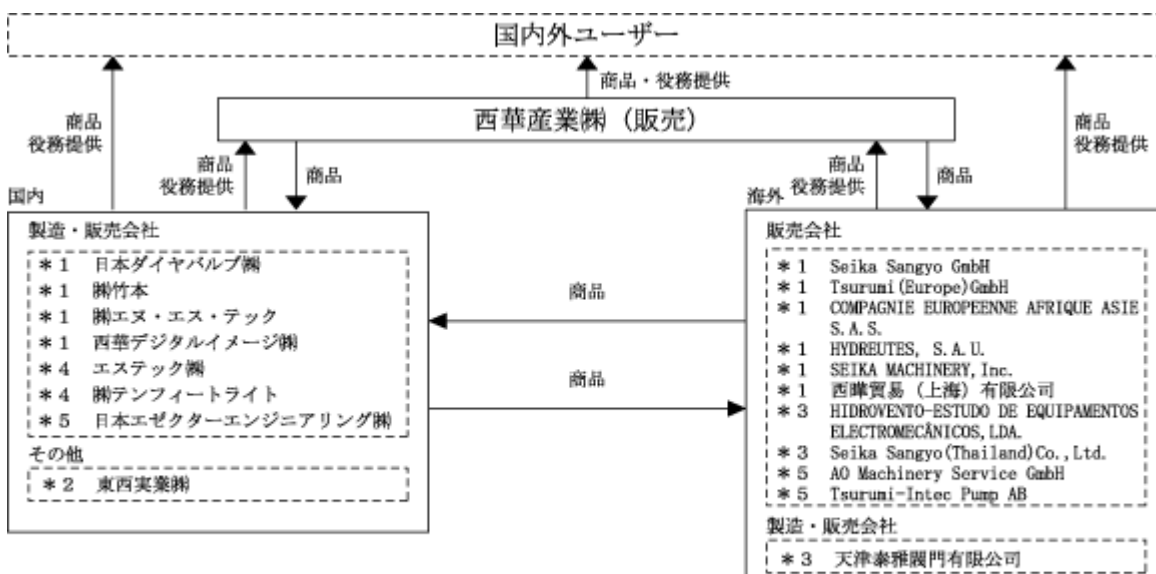 国内外ユーザー
商品・役務提供
西華産業㈱（販売）
商品
役務提供
商品
役務提供
商品
商品
役務提供
商品
商品
役務提供
国内
製造・販売会社
＊1 日本ダイヤバルブ㈱
＊1 ㈱竹本
＊1 ㈱エヌ・エス・テック
＊1 西華デジタルイメージ㈱
＊4 エステック㈱
＊4 ㈱テンフィートライト
＊5 日本エゼクターエンジニアリング㈱
その他
＊2 東西実業㈱
商品
商品
海外
販売会社
＊1 Seika Sangyo GmbH
＊1 Tsurumi(Europe)GmbH
＊1 COMPAGNIE EUROPEENNE AFRIQUE ASIE
S.A.S.
＊1 HYDREUTES, S.A.U.
＊1 SEIKA MACHINERY,Inc.
＊1 西曄貿易（上海）有限公司
＊3 HIDROVENTO-ESTUDO DE EQUIPAMENTOS
ELECTROMECÂNICOS,LDA.
＊3 Seika Sangyo(Thailand)Co.,Ltd.
＊5 AO Machinery Service GmbH
＊5 Tsurumi-Intec Pump AB
製造・販売会社
＊3 天津泰雅閥門有限公司